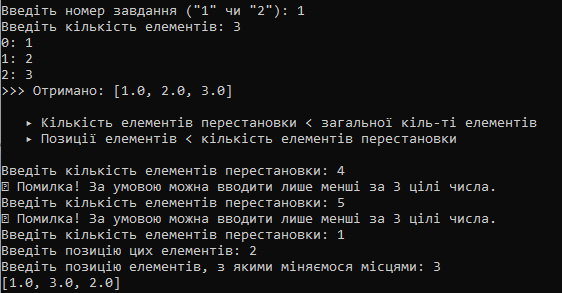 Введіть номер завдання ("1" чи "2"): 1
Введіть кількість елементів: 3
0: 1
1: 2
2: 3
>>> Отримано: [1.0, 2.0, 3.0]
▸ Кількість елементів перестановки < загальної кіль-ті елементів
▸ Позиції елементів < кількість елементів перестановки
Введіть кількість елементів перестановки: 4
⍰ Помилка! За умовою можна вводити лише менші за 3 цілі числа.
Введіть кількість елементів перестановки: 5
⍰ Помилка! За умовою можна вводити лише менші за 3 цілі числа.
Введіть кількість елементів перестановки: 1
Введіть позицію цих елементів: 2
Введіть позицію елементів, з якими міняємося місцями: 3
[1.0, 3.0, 2.0]